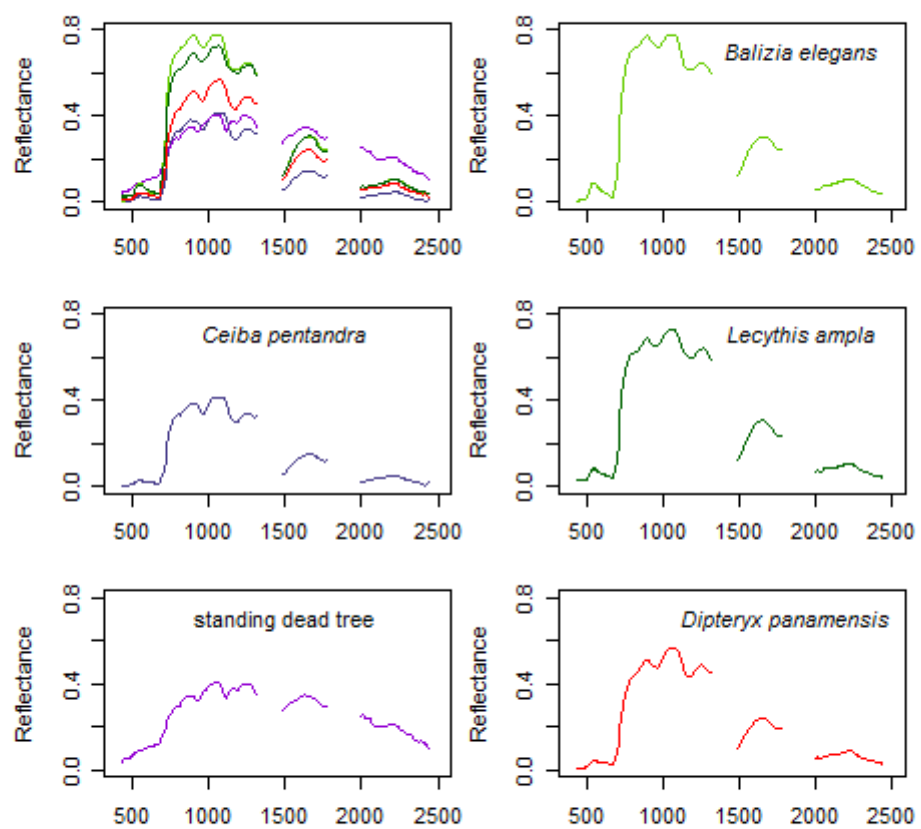 Reflectance
0.0 0.4 0.8
500 1000 1500 2000 2500
Balizia elegans
Reflectance
0.0 0.4 0.8
500 1000 1500 2000 2500
Ceiba pentandra
Reflectance
0.0 0.4 0.8
500 1000 1500 2000 2500
Lecythis ampla
Reflectance
0.0 0.4 0.8
500 1000 1500 2000 2500
standing dead tree
Reflectance
0.0 0.4 0.8
500 1000 1500 2000 2500
Dipteryx panamensis
Reflectance
0.0 0.4 0.8
500 1000 1500 2000 2500